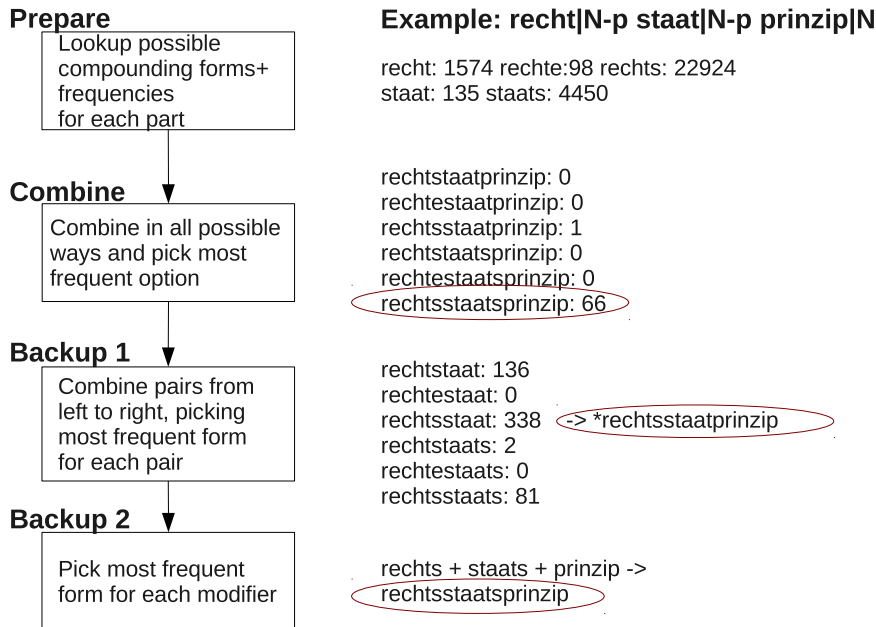 Prepare
Lookup possible
compounding forms+
frequencies
for each part
Example: recht|N-p staat|N-p prinzip|N
recht: 1574 rechte:98 rechts: 22924
staat: 135 staats: 4450
Combine
Combine in all possible
ways and pick most
frequent option
rechtstaatprinzip: 0
rechtestaatprinzip: 0
rechtsstaatprinzip: 1
rechtstaatsprinzip: 0
rechtestaatsprinzip: 0
rechtsstaatsprinzip: 66
Backup 1
Combine pairs from
left to right, picking
most frequent form
for each pair
rechtstaat: 136
rechtestaat: 0
rechtsstaat: 338 -> *rechtsstaatprinzip
rechtstaats: 2
rechtestaats: 0
rechtsstaats: 81
Backup 2
Pick most frequent
form for each modifier
rechts + staats + prinzip ->
rechtsstaatsprinzip